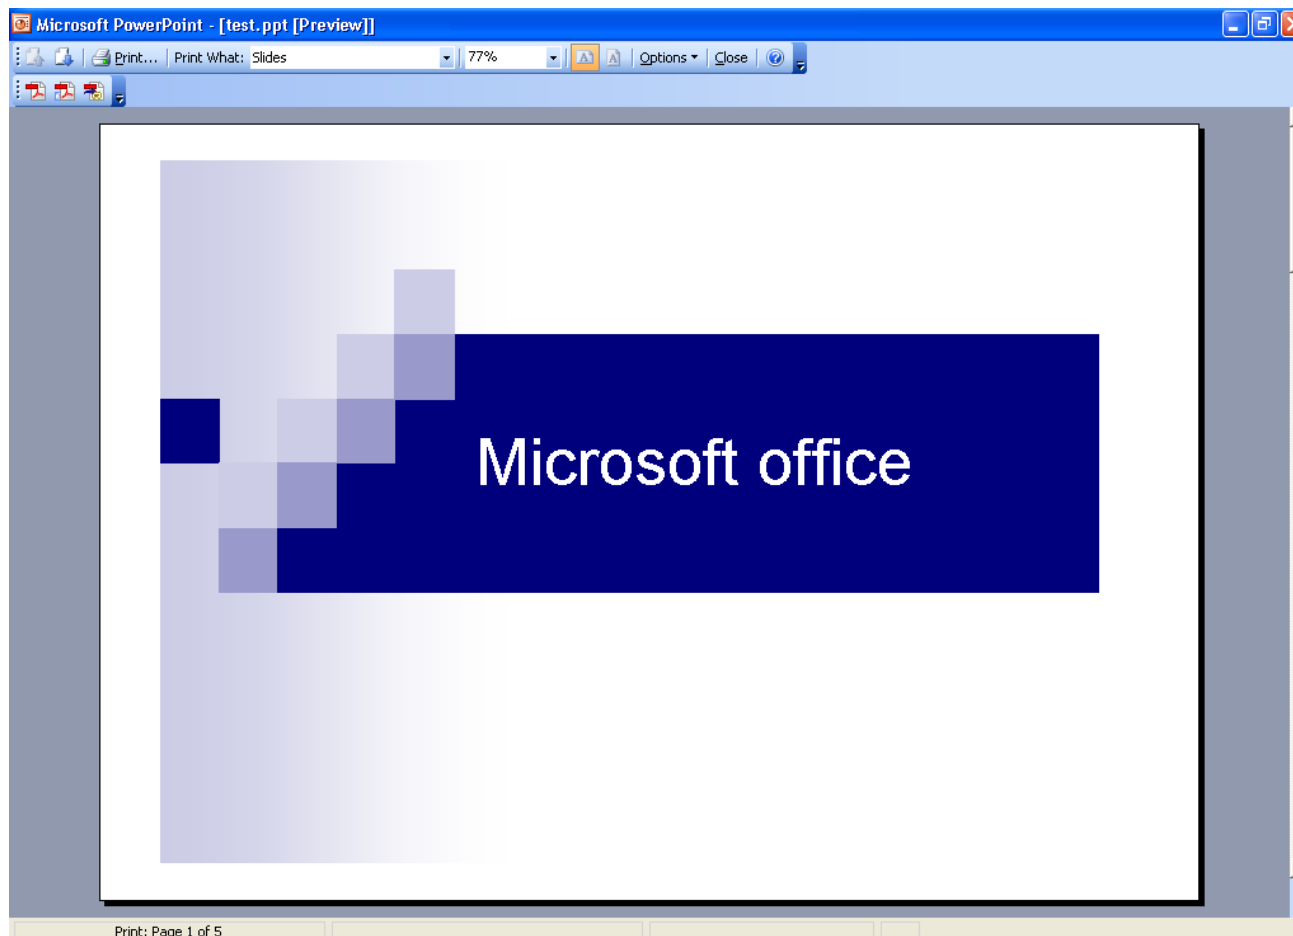 Microsoft PowerPoint - [test.ppt [Preview]]
Print... Print What: Slides 77% Options Close
Microsoft office
Print: Page 1 of 5